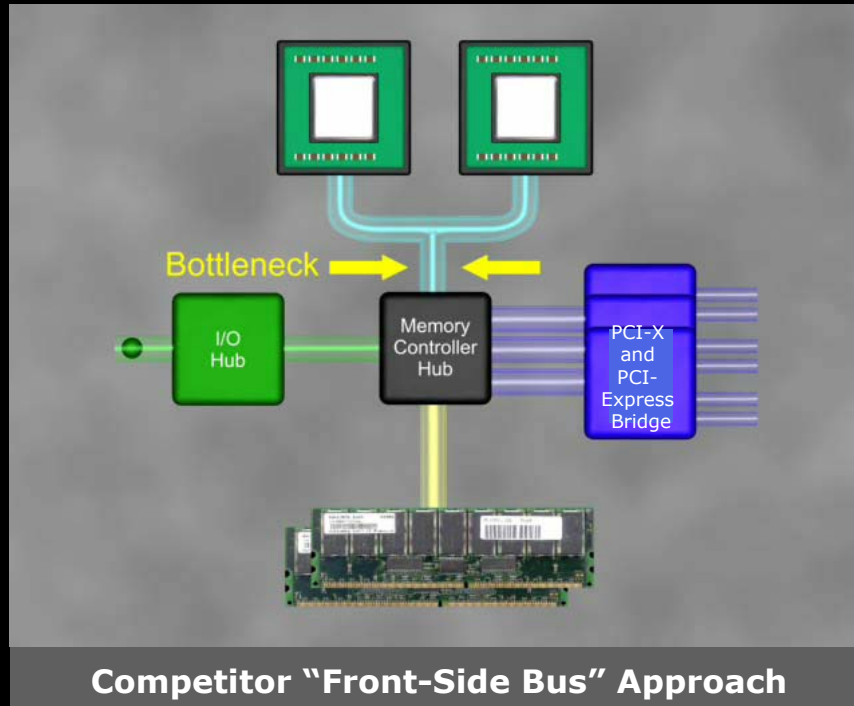 Bottleneck
I/O
Hub
Memory
Controller
Hub
PCI-X
and
PCI-
Express
Bridge
Competitor “Front-Side Bus” Approach